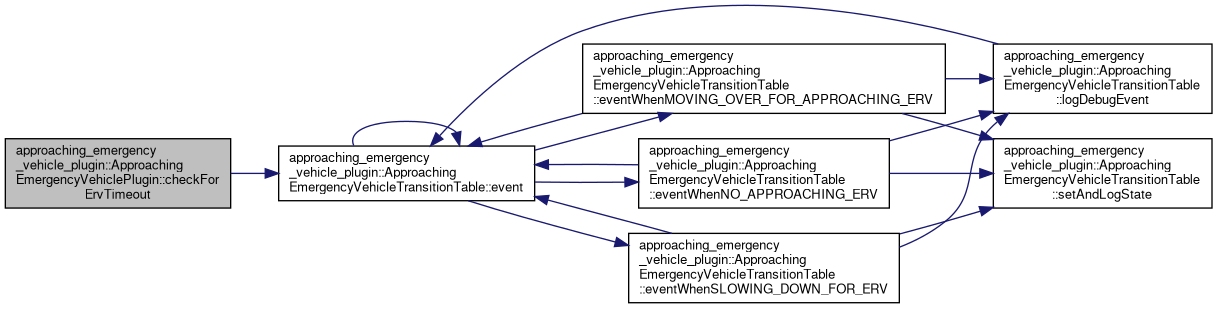 approaching_emergency
_vehicle_plugin::Approaching
EmergencyVehiclePlugin::checkFor
ErvTimeout
approaching_emergency
_vehicle_plugin::Approaching
EmergencyVehicleTransitionTable::event
approaching_emergency
_vehicle_plugin::Approaching
EmergencyVehicleTransitionTable
::eventWhenMOVING_OVER_FOR_APPROACHING_ERV
approaching_emergency
_vehicle_plugin::Approaching
EmergencyVehicleTransitionTable
::eventWhenNO_APPROACHING_ERV
approaching_emergency
_vehicle_plugin::Approaching
EmergencyVehicleTransitionTable
::eventWhenSLOWING_DOWN_FOR_ERV
approaching_emergency
_vehicle_plugin::Approaching
EmergencyVehicleTransitionTable
::logDebugEvent
approaching_emergency
_vehicle_plugin::Approaching
EmergencyVehicleTransitionTable
::setAndLogState